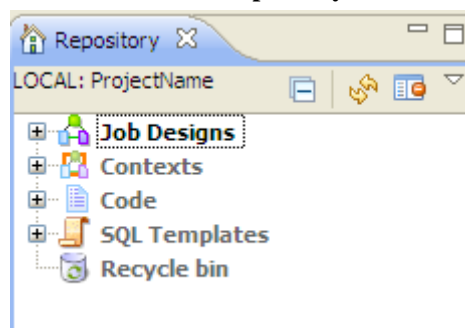 Repository
LOCAL: ProjectName
Job Designs
Contexts
Code
SQL Templates
Recycle bin